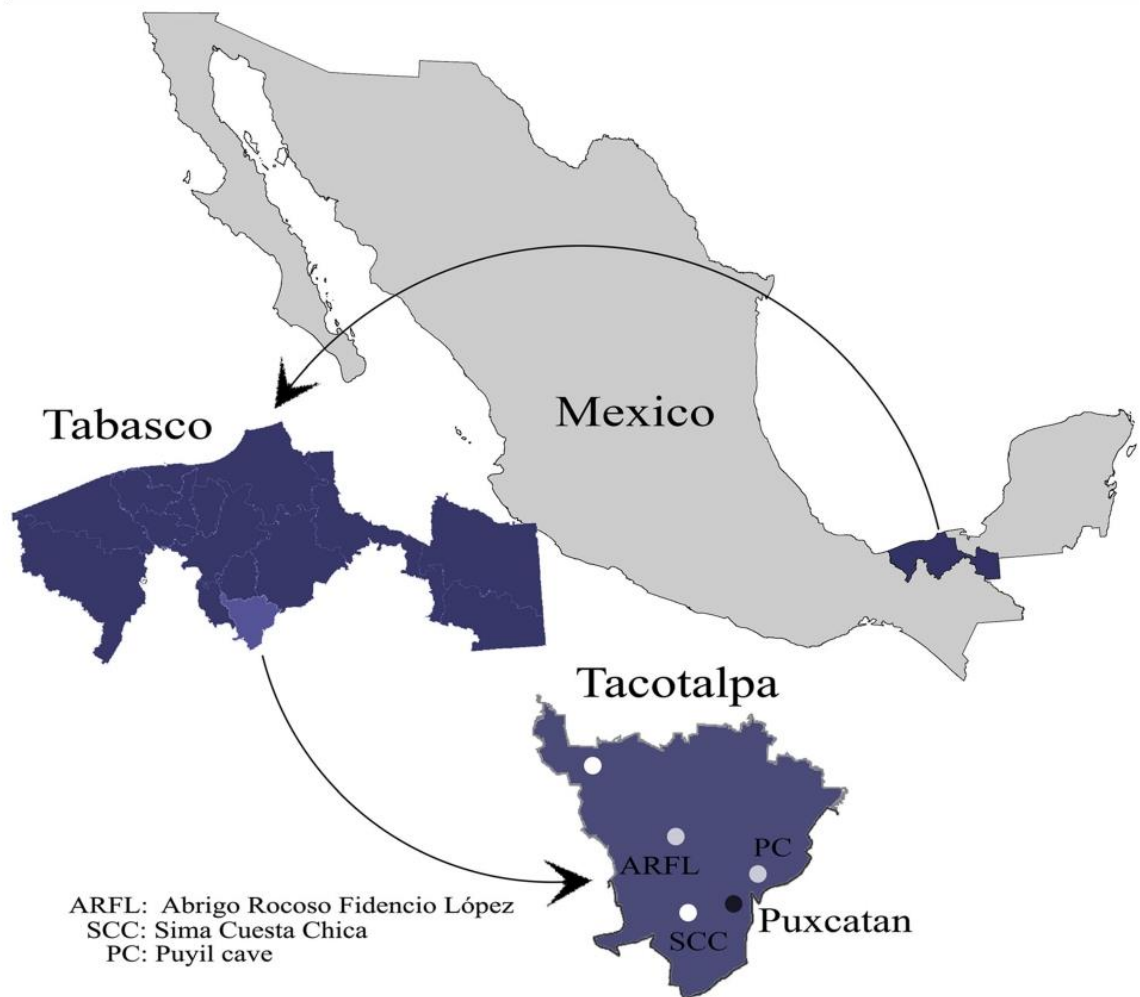 Mexico
Tabasco
Tacotalpa
PC
ARFL
ARFL: Abrigo Rocoso Fidencio López
Puxcatan
SCC: Sima Cuesta Chica
SCC
PC: Puyil cave